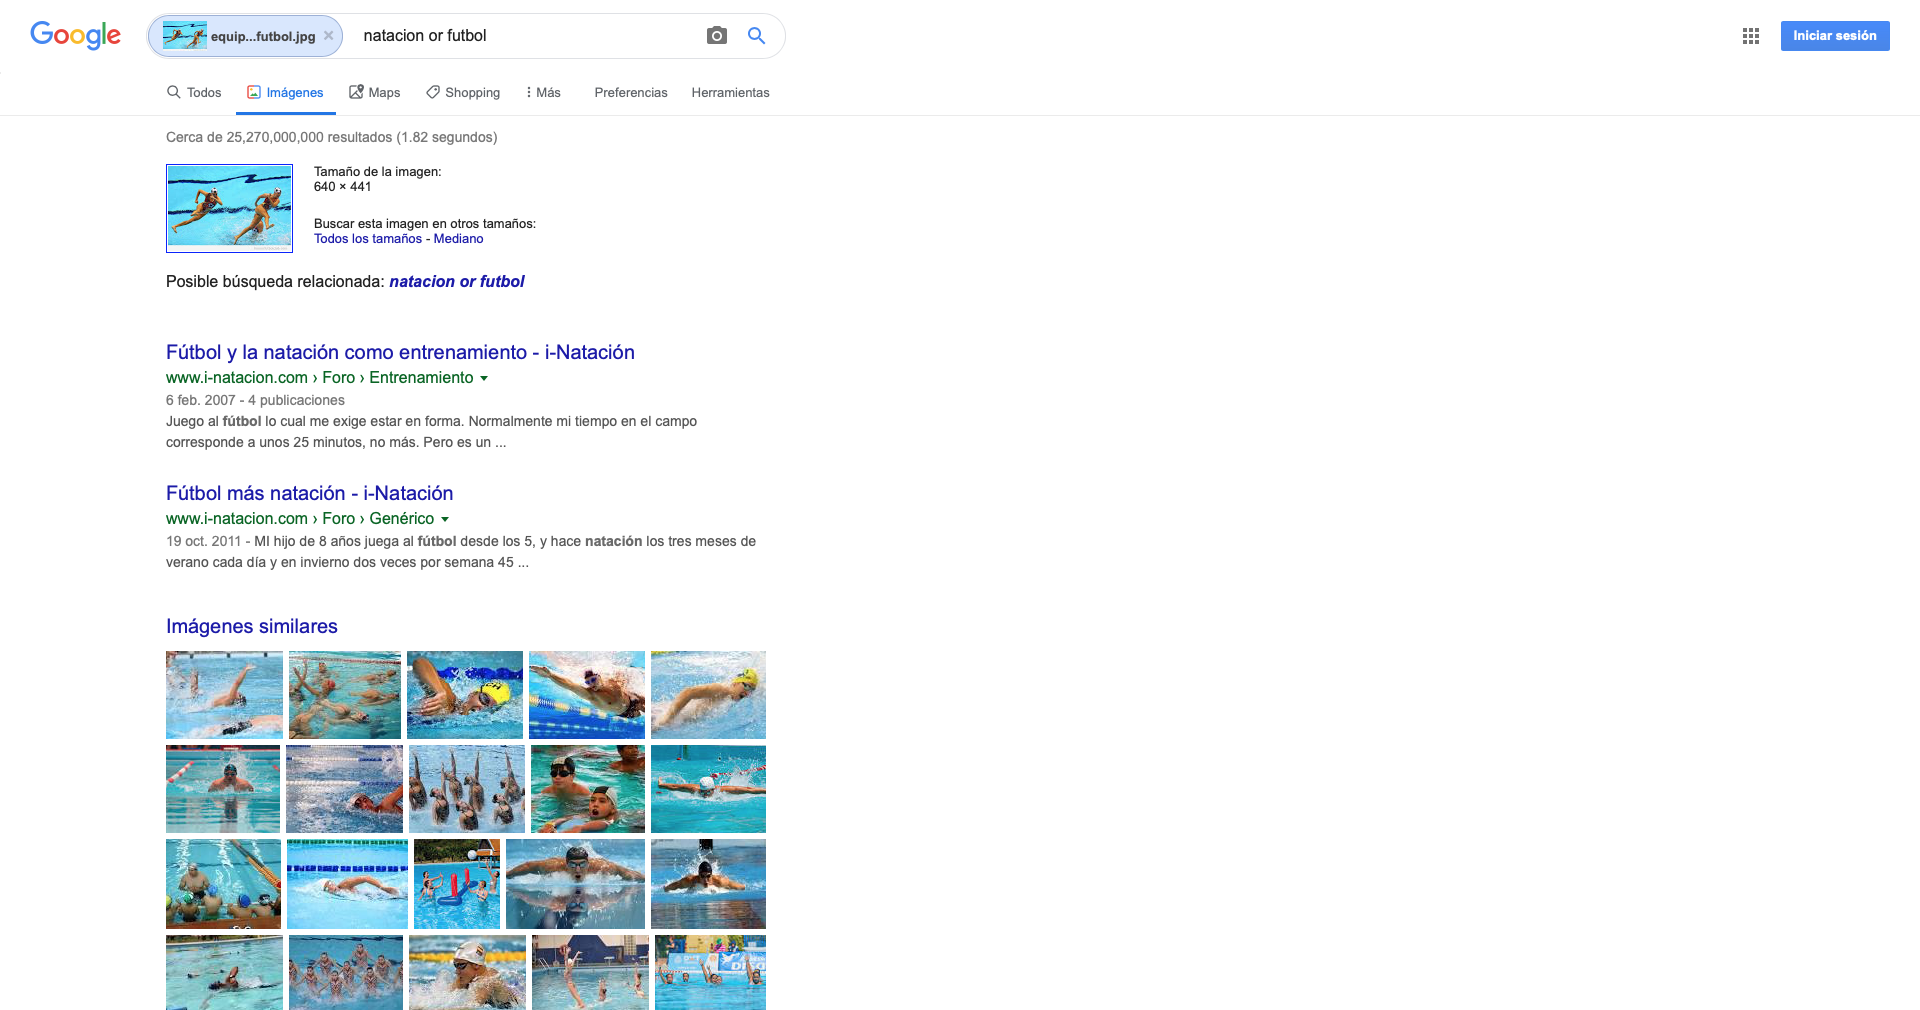 Google
equip...futbol.jpg ×
natacion or futbol
Iniciar sesión
Todos
Imágenes
Maps
Shopping
Más
Preferencias
Herramientas
Cerca de 25,270,000,000 resultados (1.82 segundos)
Tamaño de la imagen:
640 × 441
Buscar esta imagen en otros tamaños:
Todos los tamaños - Mediano
Posible búsqueda relacionada: natacion or futbol
Fútbol y la natación como entrenamiento - i-Natación
www.i-natacion.com › Foro › Entrenamiento
6 feb. 2007 - 4 publicaciones
Juego al fútbol lo cual me exige estar en forma. Normalmente mi tiempo en el campo
corresponde a unos 25 minutos, no más. Pero es un ...
Fútbol más natación - i-Natación
www.i-natacion.com › Foro › Genérico
19 oct. 2011 - MI hijo de 8 años juega al fútbol desde los 5, y hace natación los tres meses de
verano cada día y en invierno dos veces por semana 45 ...
Imágenes similares